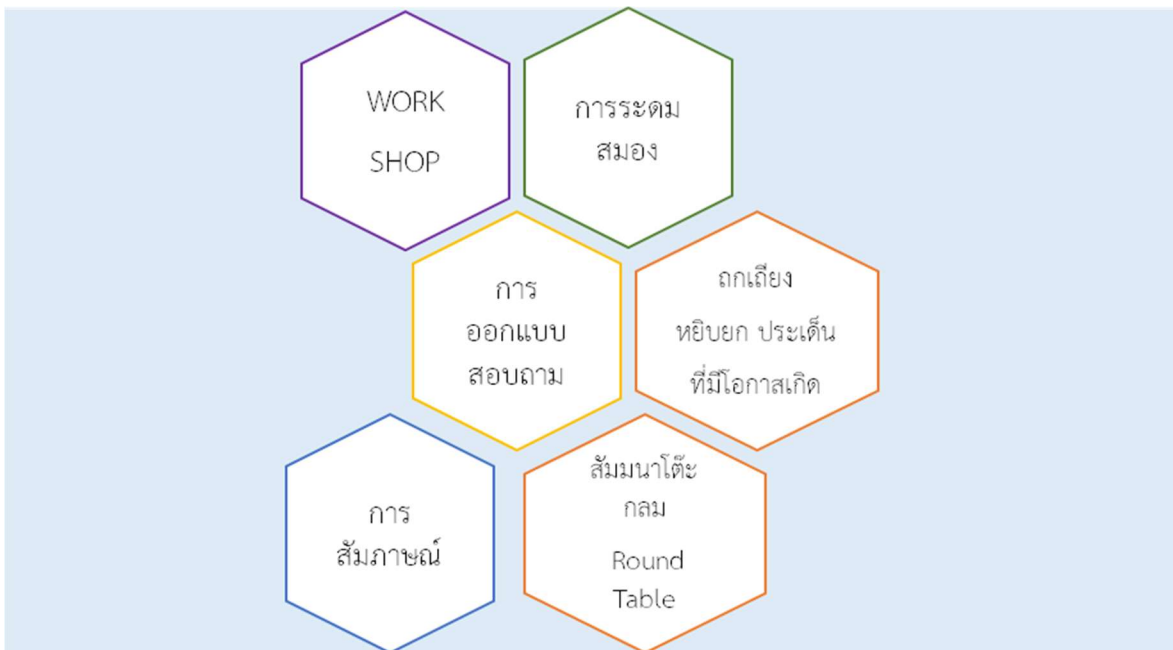 WORK
SHOP
การระดม
สมอง
การ
ออกแบบ
สอบถาม
ถกเถียง
หยิบยก ประเด็น
ที่มีโอกาสเกิด
การ
สัมภาษณ์
สัมมนาโต๊ะ
กลม
Round
Table